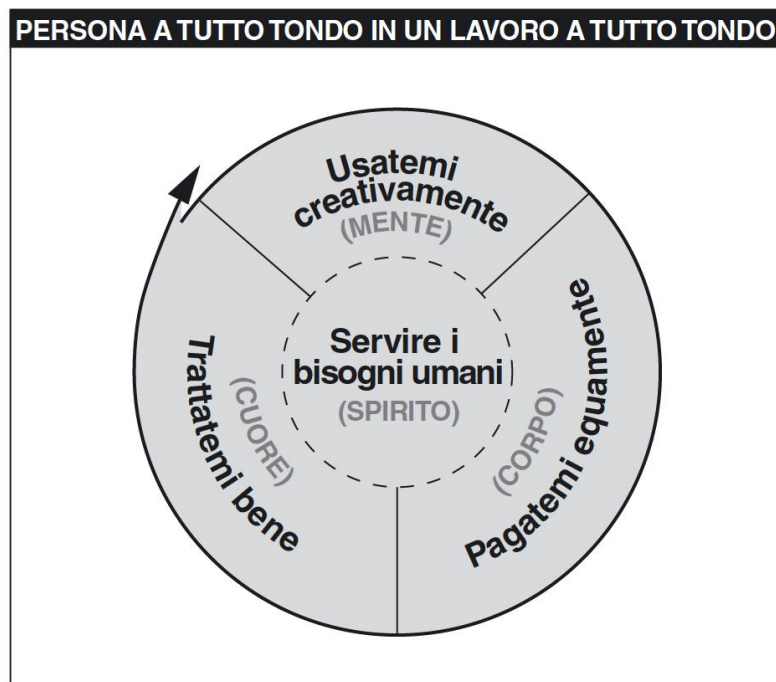 PERSONA A TUTTO TONDO IN UN LAVORO A TUTTO TONDO
Usatemi
creativamente
(MENTE)
Servire i
bisogni umani
(SPIRITO)
Trattatemi bene
(CUORE)
Pagatemi equamente
(CORPO)